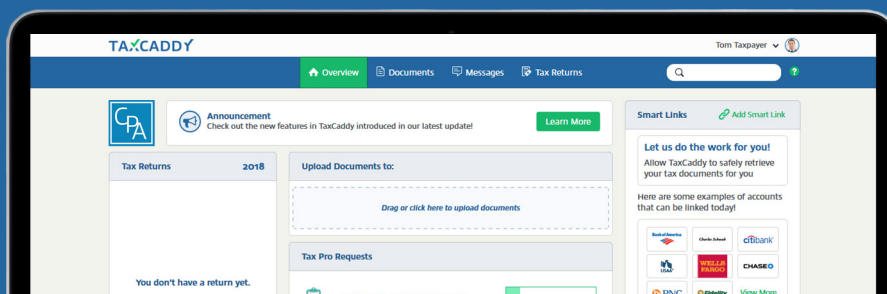 TAXCADDY
Tom Taxpayer
Overview
Documents
Messages
Tax Returns
?
CPA
Announcement
Check out the new features in TaxCaddy introduced in our latest update!
Learn More
Tax Returns 2018
You don't have a return yet.
Upload Documents to:
Drag or click here to upload documents
Tax Pro Requests
Smart Links
Add Smart Link
Let us do the work for you!
Allow TaxCaddy to safely retrieve
your tax documents for you
Here are some examples of accounts
that can be linked today!
Bank of America
Charles Schwab
citibank
USAA
WELLS
FARGO
CHASE
PNC
Fidelity
View More